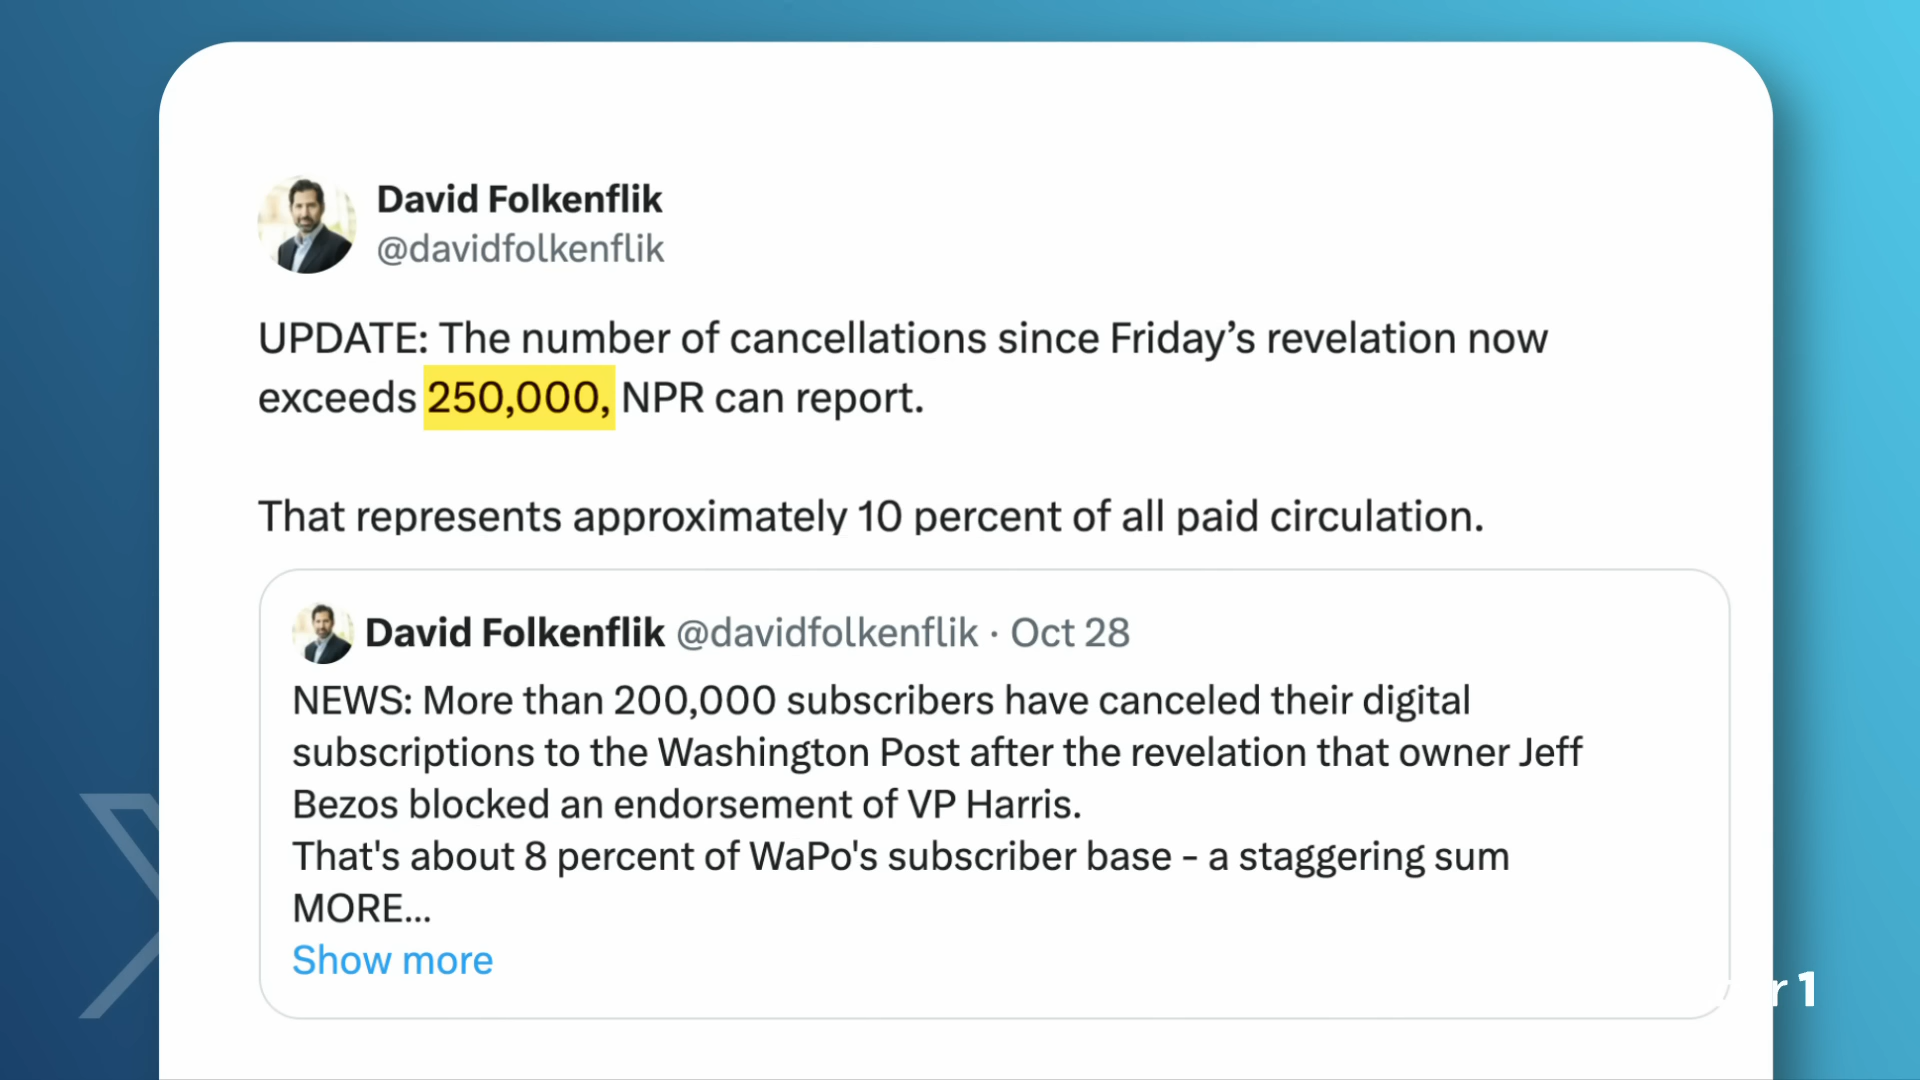 David Folkenflik
@davidfolkenflik
UPDATE: The number of cancellations since Friday’s revelation now
exceeds 250,000, NPR can report.
That represents approximately 10 percent of all paid circulation.
David Folkenflik @davidfolkenflik · Oct 28
NEWS: More than 200,000 subscribers have canceled their digital
subscriptions to the Washington Post after the revelation that owner Jeff
Bezos blocked an endorsement of VP Harris.
That's about 8 percent of WaPo's subscriber base - a staggering sum
MORE...
Show more